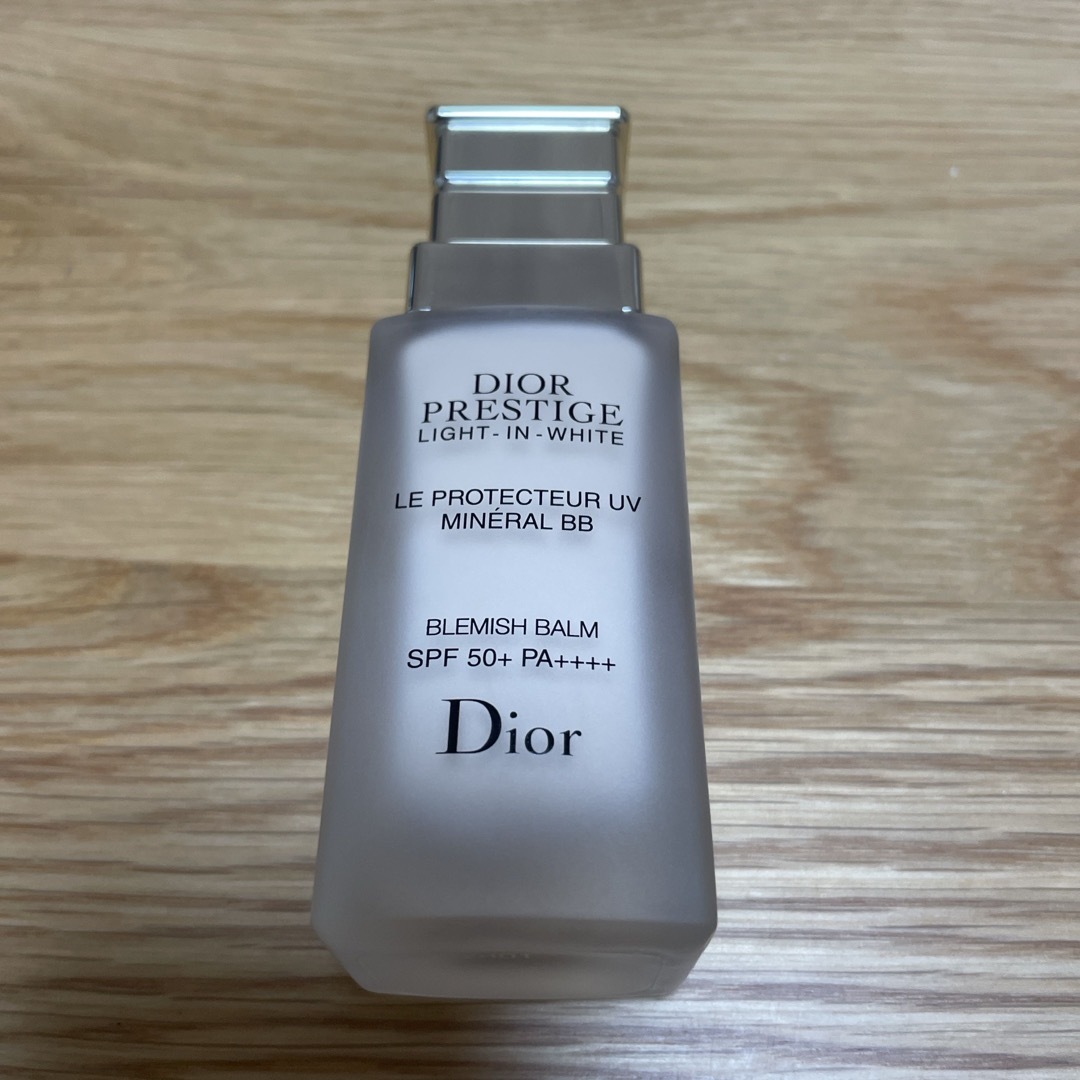 DIOR
PRESTIGE
LIGHT-IN-WHITE
LE PROTECTEUR UV
MINÉRAL BB
BLEMISH BALM
SPF 50+ PA++++
Dior